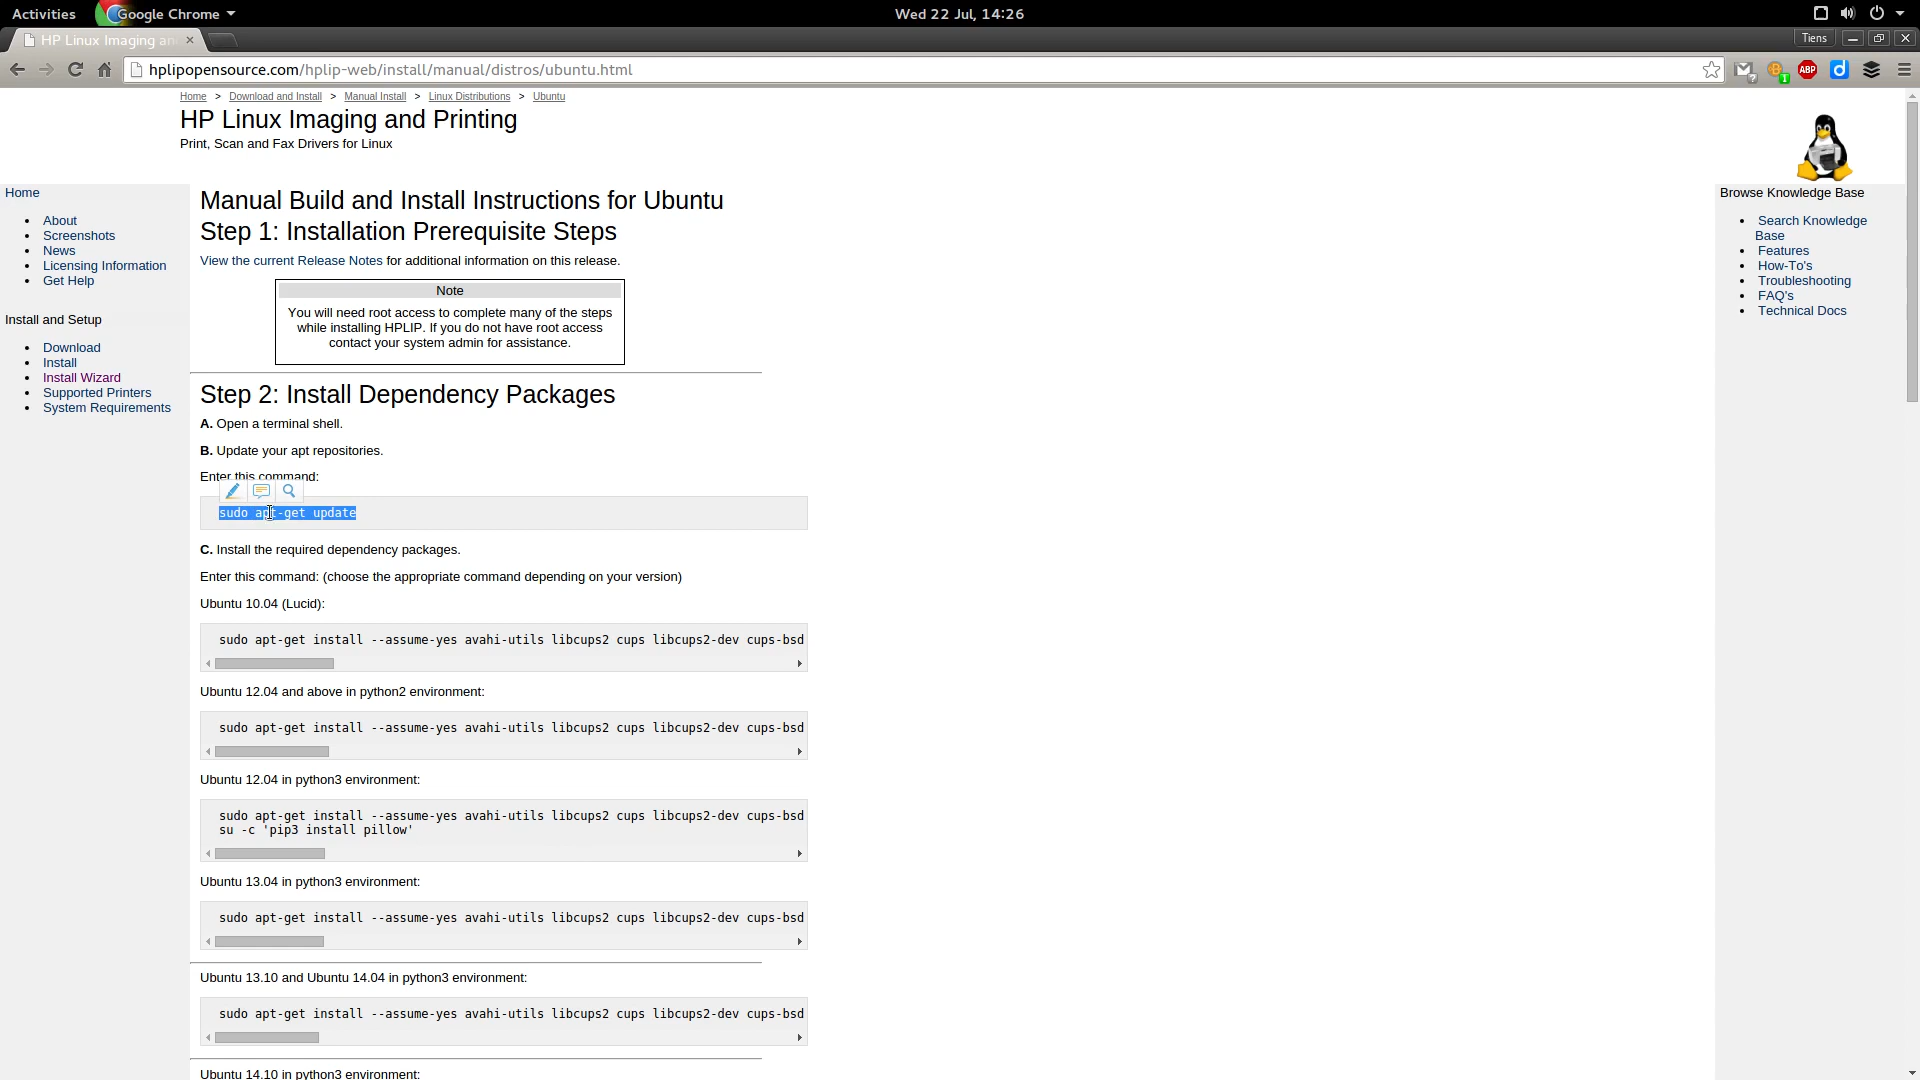 Activities Google Chrome Wed 22 Jul, 14:26
HP Linux Imaging an Tiens
hplipopensource.com/hplip-web/install/manual/distros/ubuntu.html ? 1 ABP d
Home > Download and Install > Manual Install > Linux Distributions > Ubuntu
HP Linux Imaging and Printing
Print, Scan and Fax Drivers for Linux
Home
About
Screenshots
News
Licensing Information
Get Help
Install and Setup
Download
Install
Install Wizard
Supported Printers
System Requirements
Manual Build and Install Instructions for Ubuntu
Step 1: Installation Prerequisite Steps
View the current Release Notes for additional information on this release.
Note
You will need root access to complete many of the steps
while installing HPLIP. If you do not have root access
contact your system admin for assistance.
Step 2: Install Dependency Packages
A. Open a terminal shell.
B. Update your apt repositories.
Enter this command:
sudo apt-get update
C. Install the required dependency packages.
Enter this command: (choose the appropriate command depending on your version)
Ubuntu 10.04 (Lucid):
sudo apt-get install --assume-yes avahi-utils libcups2 cups libcups2-dev cups-bsd
Ubuntu 12.04 and above in python2 environment:
sudo apt-get install --assume-yes avahi-utils libcups2 cups libcups2-dev cups-bsd
Ubuntu 12.04 in python3 environment:
sudo apt-get install --assume-yes avahi-utils libcups2 cups libcups2-dev cups-bsd
su -c 'pip3 install pillow'
Ubuntu 13.04 in python3 environment:
sudo apt-get install --assume-yes avahi-utils libcups2 cups libcups2-dev cups-bsd
Ubuntu 13.10 and Ubuntu 14.04 in python3 environment:
sudo apt-get install --assume-yes avahi-utils libcups2 cups libcups2-dev cups-bsd
Ubuntu 14.10 in python3 environment:
Browse Knowledge Base
Search Knowledge
Base
Features
How-To's
Troubleshooting
FAQ's
Technical Docs